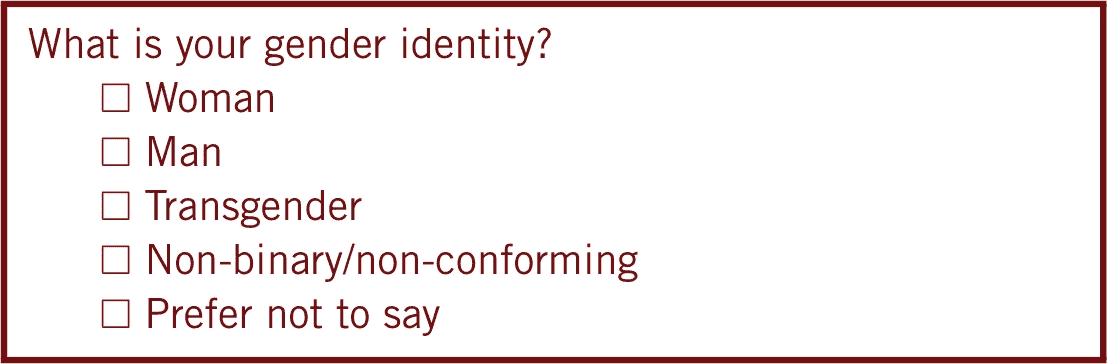 What is your gender identity?
☐ Woman
☐ Man
☐ Transgender
☐ Non-binary/non-conforming
☐ Prefer not to say